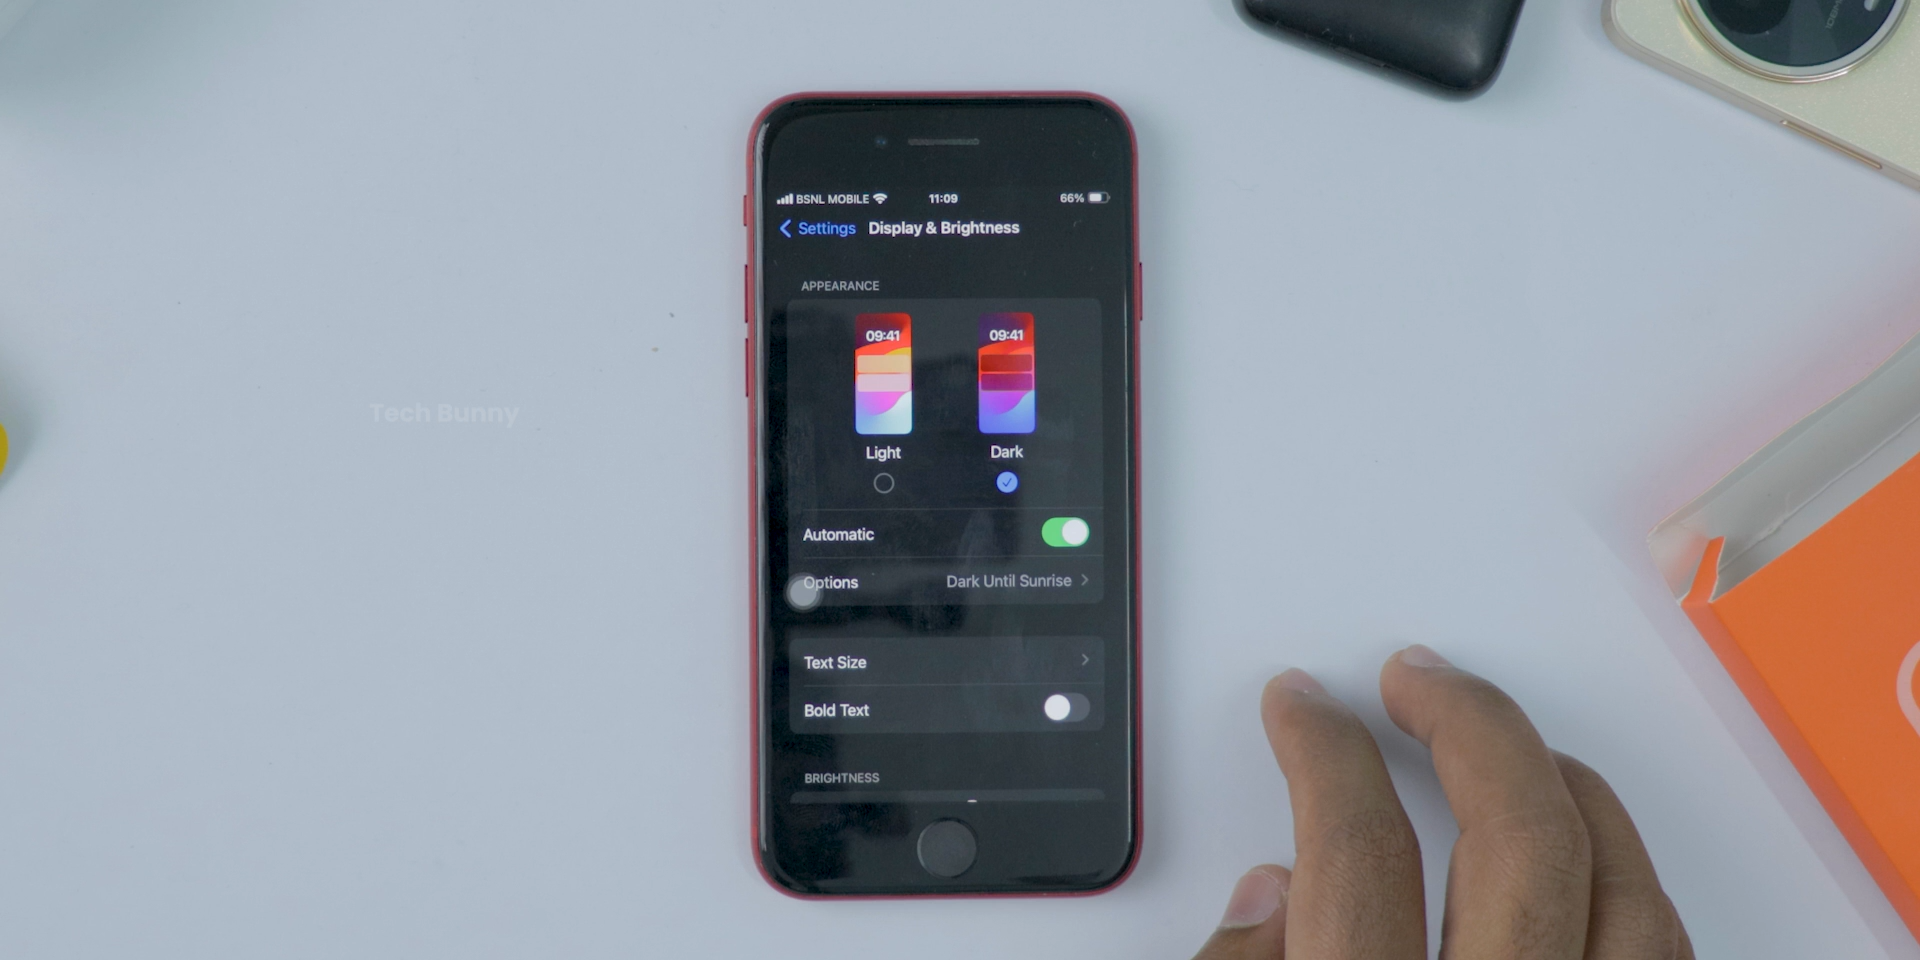 BSNL MOBILE 11:09 66%
Settings Display & Brightness
APPEARANCE
09:41 09:41
Light Dark
Automatic
Options Dark Until Sunrise
Text Size
Bold Text
BRIGHTNESS
Tech Bunny